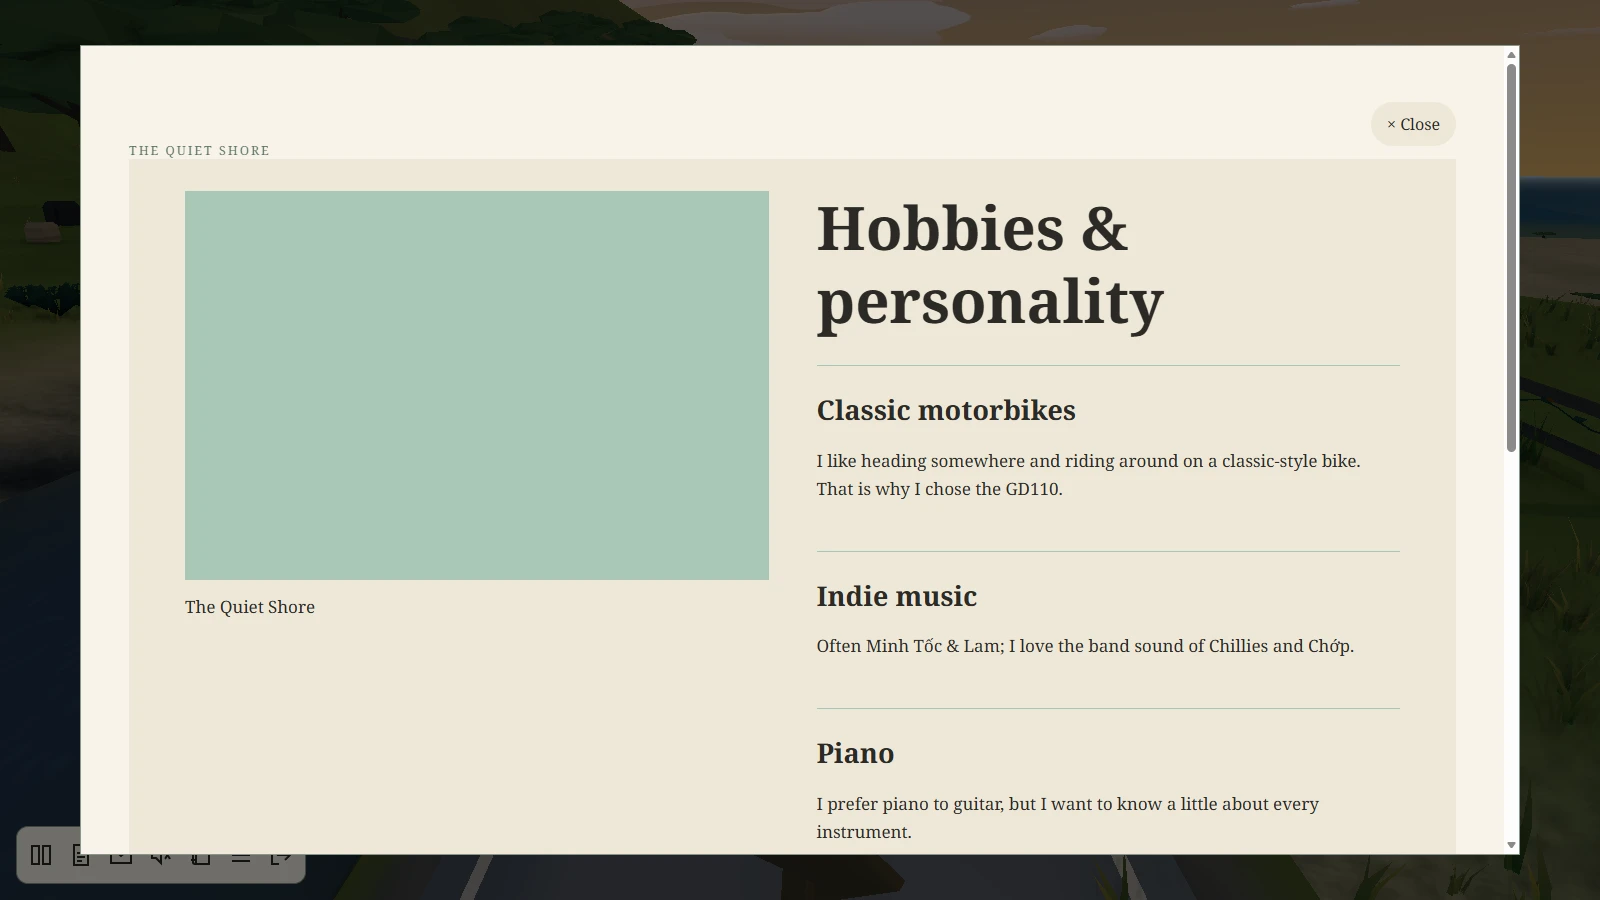 × Close
THE QUIET SHORE
The Quiet Shore
Hobbies &
personality
Classic motorbikes
I like heading somewhere and riding around on a classic-style bike.
That is why I chose the GD110.
Indie music
Often Minh Tốc & Lam; I love the band sound of Chillies and Chớp.
Piano
I prefer piano to guitar, but I want to know a little about every
instrument.